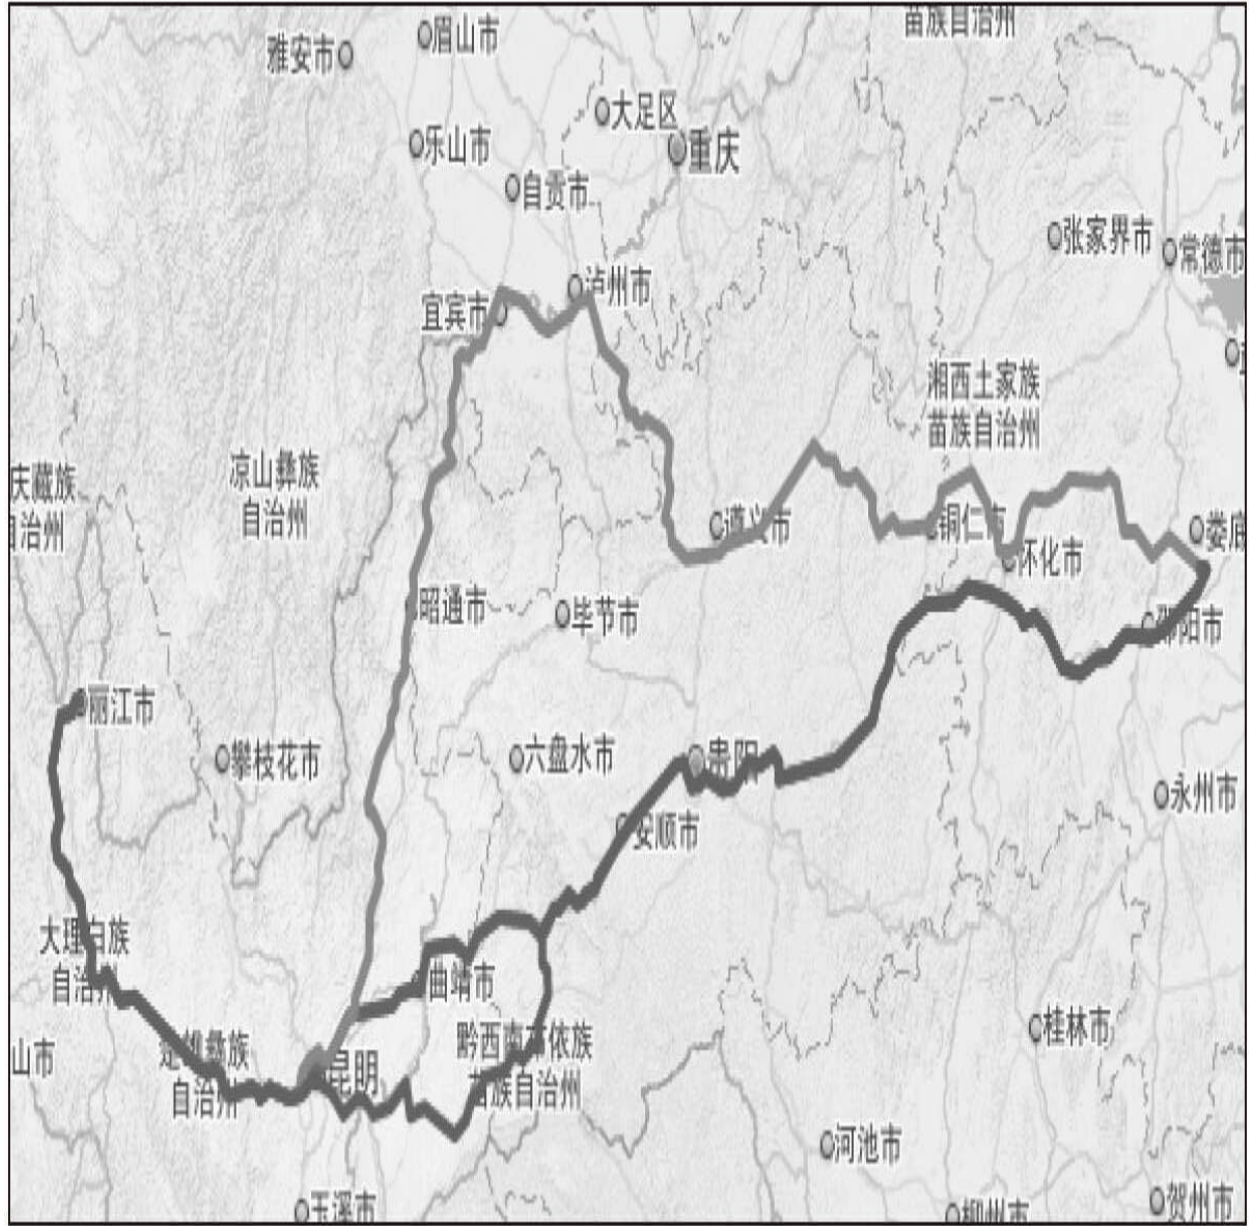 苗族自治州
眉山市
雅安市
大足区
乐山市
重庆
自贡市
张家界市
常德市
泸州市
宜宾市
湘西土家族
苗族自治州
凉山彝族
自治州
庆藏族
自治州
遵义市
铜仁市
娄底
怀化市
昭通市
毕节市
邵阳市
丽江市
攀枝花市
六盘水市
贵阳
永州市
安顺市
大理白族
自治州
曲靖市
桂林市
黔西南布依族
苗族自治州
楚雄彝族
自治州
山市
昆明
河池市
玉溪市
柳州市
贺州市